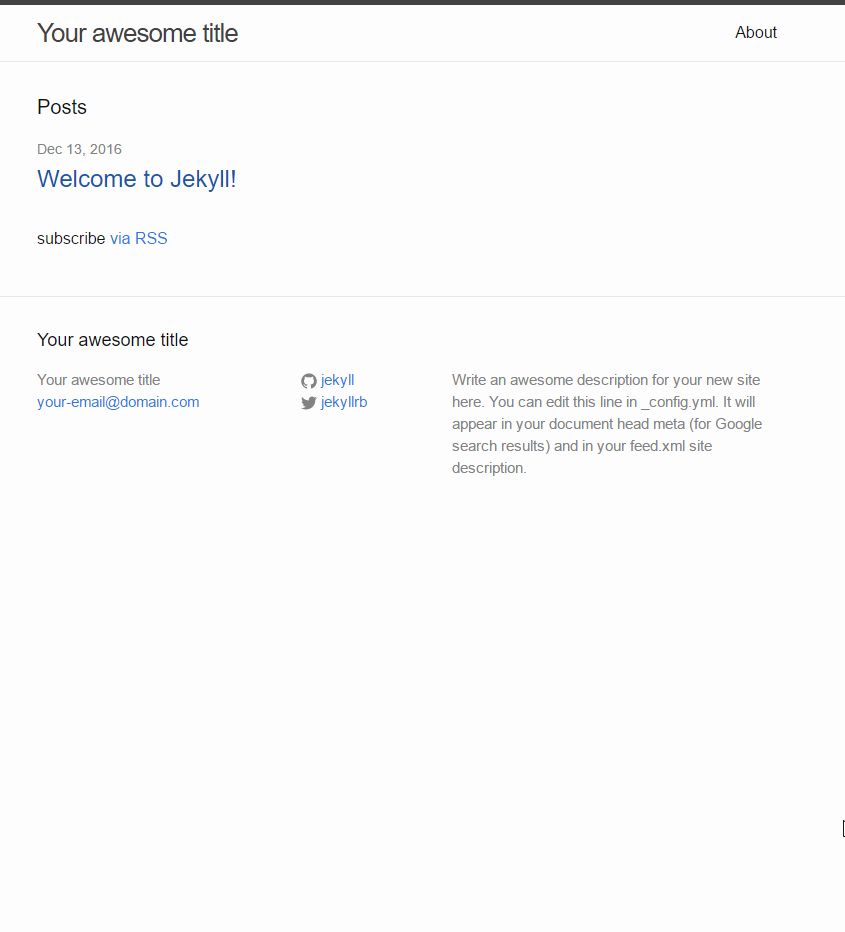 Your awesome title
About
Posts
Dec 13, 2016
Welcome to Jekyll!
subscribe via RSS
Your awesome title
Your awesome title
your-email@domain.com
jekyll
jekyllrb
Write an awesome description for your new site
here. You can edit this line in _config.yml. It will
appear in your document head meta (for Google
search results) and in your feed.xml site
description.